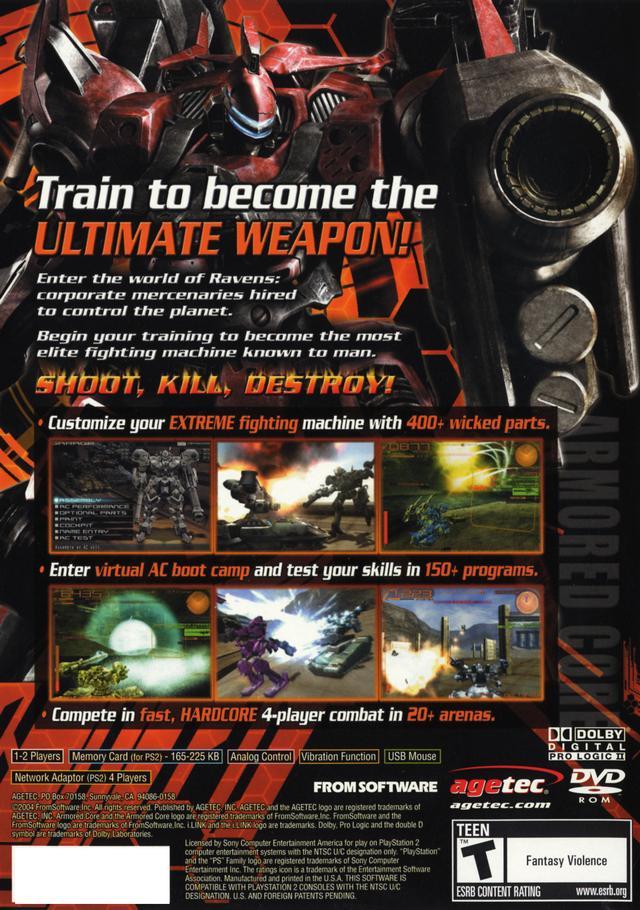 Train to become the
ULTIMATE WEAPON!
Enter the world of Ravens:
corporate mercenaries hired
to control the planet.
Begin your training to become the most
elite fighting machine known to man.
SHOOT, KILL, DESTROY!
• Customize your EXTREME fighting machine with 400+ wicked parts.
ASSEMBLY
AC PERFORMANCE
OPTIONAL PARTS
PAINT
COCKPIT
NAME ENTRY
AC TEST
• Enter virtual AC boot camp and test your skills in 150+ programs.
• Compete in fast, HARDCORE 4-player combat in 20+ arenas.
ARMORED CORE
1-2 Players Memory Card (for PS2) - 165-225 KB Analog Control Vibration Function USB Mouse
Network Adaptor (PS2) 4 Players
DOLBY
DIGITAL
PRO LOGIC II
DVD
ROM
FROM SOFTWARE agetec
agetec.com
AGETEC, PO Box 70158, Sunnyvale, CA 94086-0158
©2004 FromSoftware, Inc. All rights reserved. Published by AGETEC, INC. AGETEC and the AGETEC logo are registered trademarks of
AGETEC, INC. Armored Core and the Armored Core logo are registered trademarks of FromSoftware,Inc. FromSoftware and the
FromSoftware logo are trademarks of FromSoftware,Inc. i.LINK and the i.LINK logo are trademarks. Dolby, Pro Logic and the double D
symbol are trademarks of Dolby Laboratories.
Licensed by Sony Computer Entertainment America for play on PlayStation 2
computer entertainment systems with the NTSC U/C designation only. "PlayStation"
and the "PS" Family logo are registered trademarks of Sony Computer
Entertainment Inc. The ratings icon is a trademark of the Entertainment Software
Association. Manufactured and printed in the U.S.A. THIS SOFTWARE IS
COMPATIBLE WITH PLAYSTATION 2 CONSOLES WITH THE NTSC U/C
DESIGNATION. U.S. AND FOREIGN PATENTS PENDING.
TEEN
T
Fantasy Violence
ESRB CONTENT RATING www.esrb.org